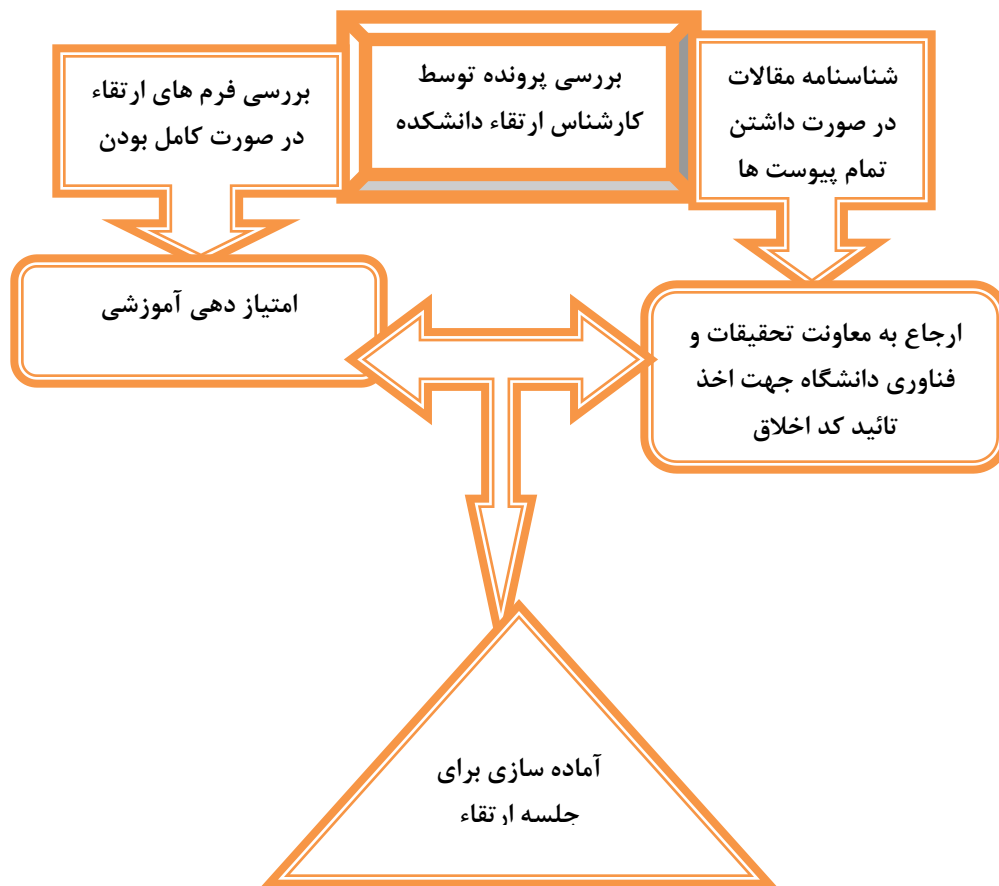 بررسی پرونده توسط
کارشناس ارتقاء دانشکده
شناسنامه مقالات
در صورت داشتن
تمام پیوست ها
بررسی فرم های ارتقاء
در صورت کامل بودن
ارجاع به معاونت تحقیقات و
فناوری دانشگاه جهت اخذ
تائید کد اخلاق
امتیاز دهی آموزشی
آماده سازی برای
جلسه ارتقاء